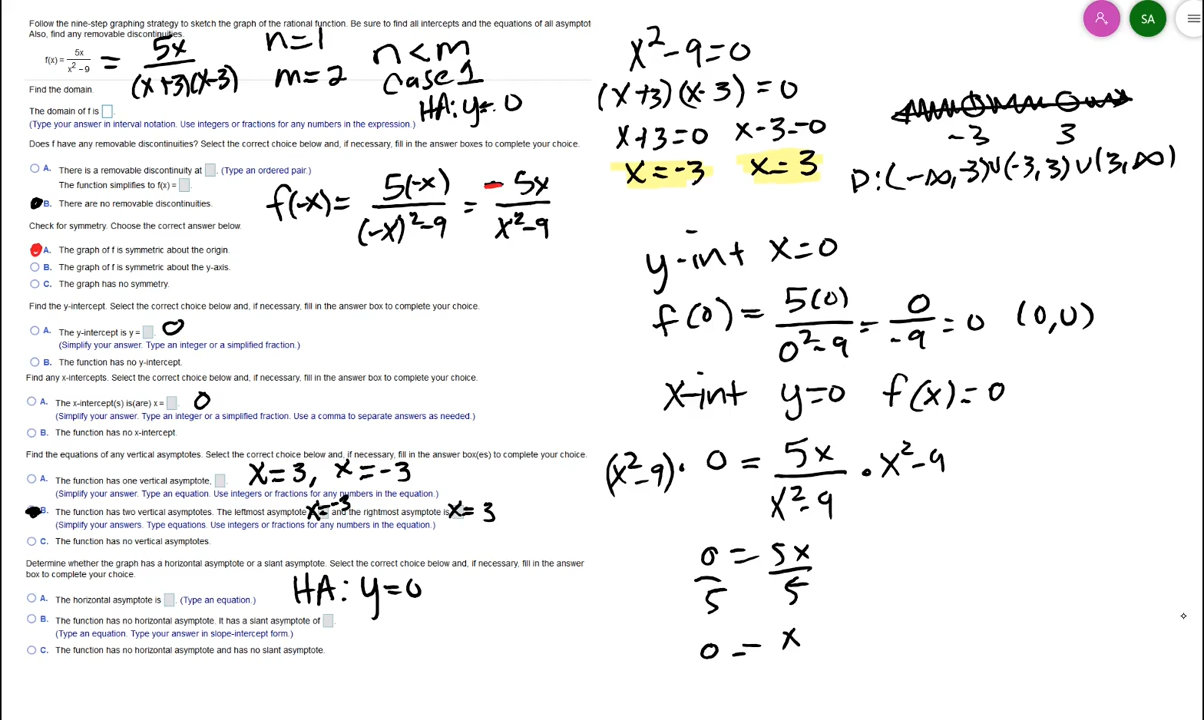 Follow the nine-step graphing strategy to sketch the graph of the rational function. Be sure to find all intercepts and the equations of all asymptot
Also, find any removable discontinuities.
f(x) = 5x / x² − 9 = 5x / (x+3)(x-3)
n=1
m=2
n<m
Case 1
HA: y= 0
Find the domain.
The domain of f is
(Type your answer in interval notation. Use integers or fractions for any numbers in the expression.)
Does f have any removable discontinuities? Select the correct choice below and, if necessary, fill in the answer boxes to complete your choice.
A. There is a removable discontinuity at . (Type an ordered pair.)
The function simplifies to f(x) = .
B. There are no removable discontinuities.
f(-x) = 5(-x) / (-x)²-9 = - 5x / x²-9
Check for symmetry. Choose the correct answer below.
A. The graph of f is symmetric about the origin.
B. The graph of f is symmetric about the y-axis.
C. The graph has no symmetry.
Find the y-intercept. Select the correct choice below and, if necessary, fill in the answer box to complete your choice.
A. The y-intercept is y = . 0
(Simplify your answer. Type an integer or a simplified fraction.)
B. The function has no y-intercept.
Find any x-intercepts. Select the correct choice below and, if necessary, fill in the answer box to complete your choice.
A. The x-intercept(s) is(are) x = . 0
(Simplify your answer. Type an integer or a simplified fraction. Use a comma to separate answers as needed.)
B. The function has no x-intercept.
Find the equations of any vertical asymptotes. Select the correct choice below and, if necessary, fill in the answer box(es) to complete your choice.
A. The function has one vertical asymptote, . x=3, x=-3
(Simplify your answer. Type an equation. Use integers or fractions for any numbers in the equation.)
B. The function has two vertical asymptotes. The leftmost asymptote x=-3 and the rightmost asymptote is x=3
(Simplify your answers. Type equations. Use integers or fractions for any numbers in the equation.)
C. The function has no vertical asymptotes.
Determine whether the graph has a horizontal asymptote or a slant asymptote. Select the correct choice below and, if necessary, fill in the answer
box to complete your choice.
A. The horizontal asymptote is . (Type an equation.)
HA: y=0
B. The function has no horizontal asymptote. It has a slant asymptote of .
(Type an equation. Type your answer in slope-intercept form.)
C. The function has no horizontal asymptote and has no slant asymptote.
x²-9=0
(x+3)(x-3)=0
x+3=0 x-3=0
x=-3 x=3
-3 3
D: (-∞,-3)∪(-3,3)∪(3,∞)
y-int x=0
f(0) = 5(0) / 0²-9 = 0 / -9 = 0 (0,0)
x-int y=0 f(x)=0
(x²-9)· 0 = 5x / x²-9 · x²-9
0 / 5 = 5x / 5
0 = x
SA